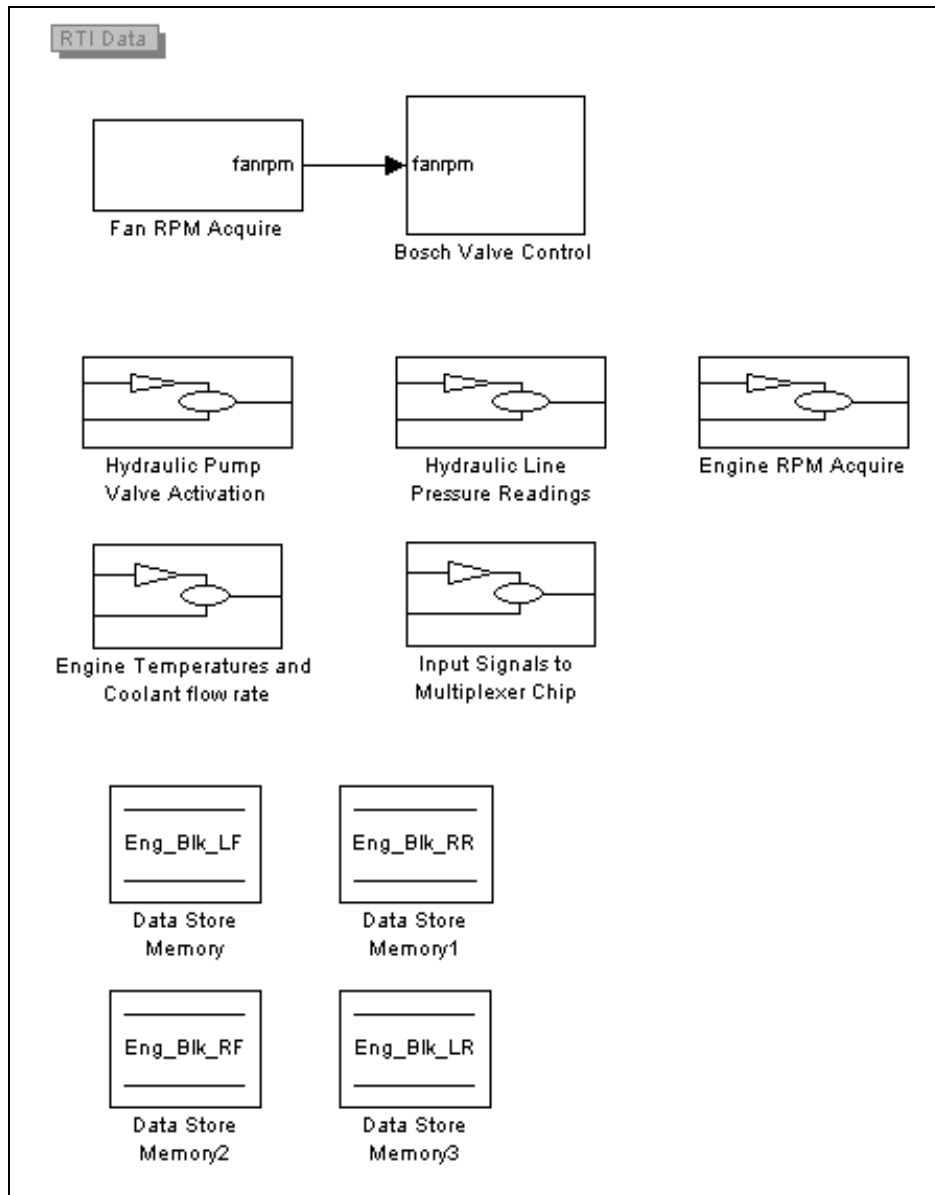 RTI Data
fanrpm
fanrpm
Fan RPM Acquire
Bosch Valve Control
Hydraulic Pump
Valve Activation
Hydraulic Line
Pressure Readings
Engine RPM Acquire
Engine Temperatures and
Coolant flow rate
Input Signals to
Multiplexer Chip
Eng_Blk_LF
Eng_Blk_RR
Data Store
Memory
Data Store
Memory1
Eng_Blk_RF
Eng_Blk_LR
Data Store
Memory2
Data Store
Memory3